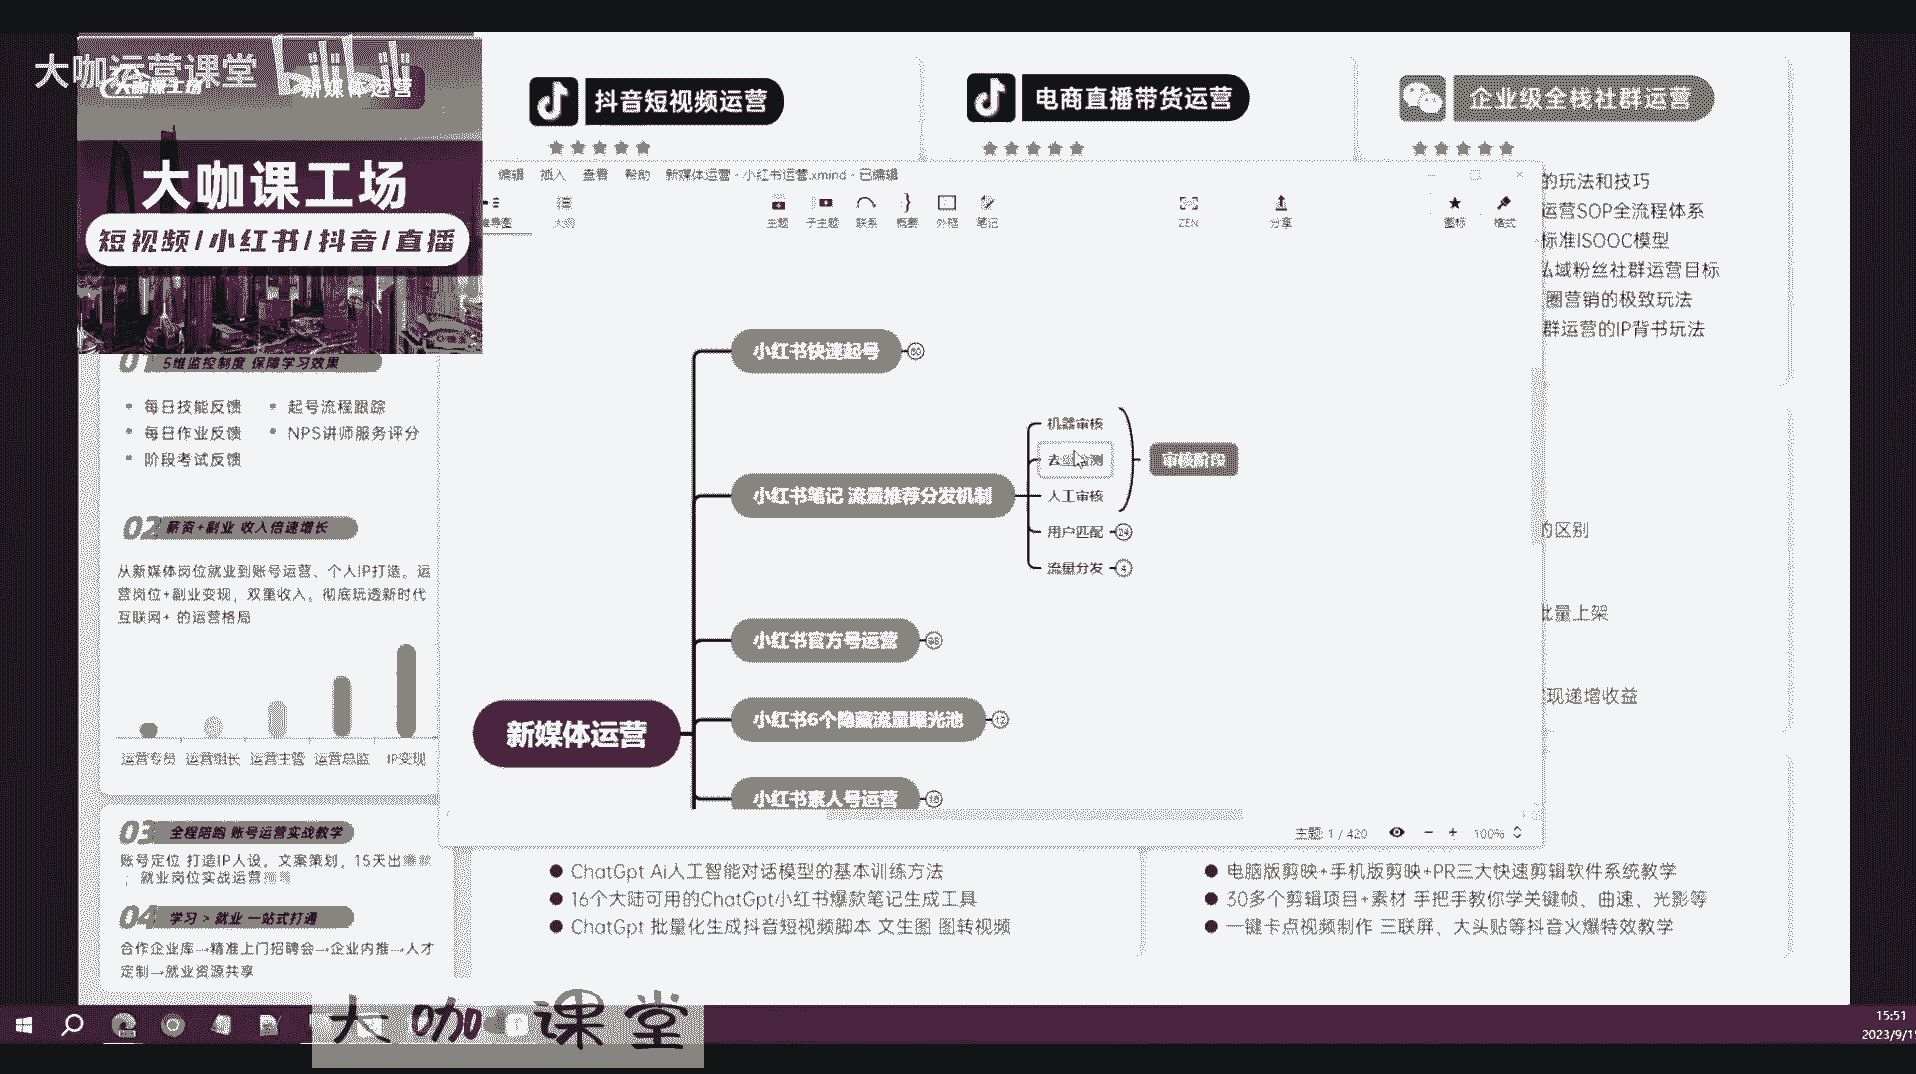 大咖运营课堂 bilibili
大咖课工场
新媒体运营
大咖课工场
短视频/小红书/抖音/直播
抖音短视频运营
电商直播带货运营
企业级全栈社群运营
编辑 插入 查看 帮助 新媒体运营 - 小红书运营.xmind - 已编辑
大纲 主题 子主题 联系 概要 外框 笔记 ZEN 分享 图标 格式
的玩法和技巧
运营SOP全流程体系
标准ISOOC模型
私域粉丝社群运营目标
圈营销的极致玩法
群运营的IP背书玩法
的区别
批量上架
现递增收益
新媒体运营
小红书快速起号 60
小红书笔记 流量推荐分发机制
机器审核
人工审核
审核阶段
用户匹配 24
流量分发 4
小红书官方号运营
小红书6个隐藏流量曝光池
小红书素人号运营
主题: 1 / 420
100%
5维监控制度 保障学习效果
每日技能反馈
起号流程跟踪
每日作业反馈
NPS讲师服务评分
阶段考试反馈
02 薪资+副业 收入倍速增长
从新媒体岗位就业到账号运营、个人IP打造。运
营岗位+副业变现，双重收入。彻底玩透新时代
互联网+ 的运营格局
运营专员 运营组长 运营主管 运营总监 IP变现
03 全程陪跑 账号运营实战教学
账号定位 打造IP人设。文案策划，15天出爆款
；就业岗位实战运营
04 学习 > 就业 一站式打通
合作企业库→精准上门招聘会→企业内推→人才
定制→就业资源共享
ChatGpt Ai人工智能对话模型的基本训练方法
16个大陆可用的ChatGpt小红书爆款笔记生成工具
ChatGpt 批量化生成抖音短视频脚本 文生图 图转视频
电脑版剪映+手机版剪映+PR三大快速剪辑软件系统教学
30多个剪辑项目+素材 手把手教你学关键帧、曲速、光影等
一键卡点视频制作 三联屏、大头贴等抖音火爆特效教学
大咖课堂
15:51
2023/9/1